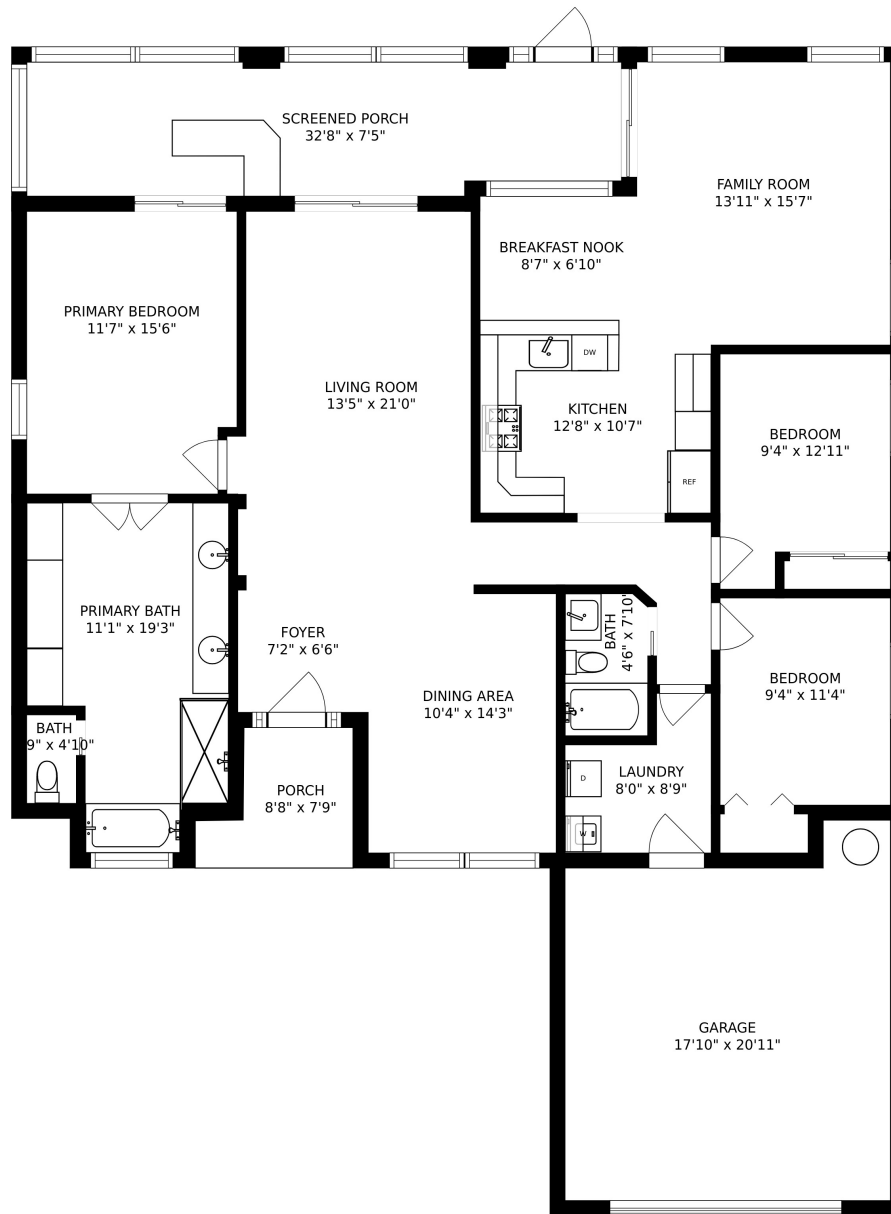 SCREENED PORCH
32'8" x 7'5"
FAMILY ROOM
13'11" x 15'7"
BREAKFAST NOOK
8'7" x 6'10"
PRIMARY BEDROOM
11'7" x 15'6"
LIVING ROOM
13'5" x 21'0"
DW
KITCHEN
12'8" x 10'7"
BEDROOM
9'4" x 12'11"
REF
PRIMARY BATH
11'1" x 19'3"
FOYER
7'2" x 6'6"
BATH
4'6" x 7'10"
BEDROOM
9'4" x 11'4"
DINING AREA
10'4" x 14'3"
BATH
9" x 4'10"
PORCH
8'8" x 7'9"
LAUNDRY
8'0" x 8'9"
D
W
GARAGE
17'10" x 20'11"